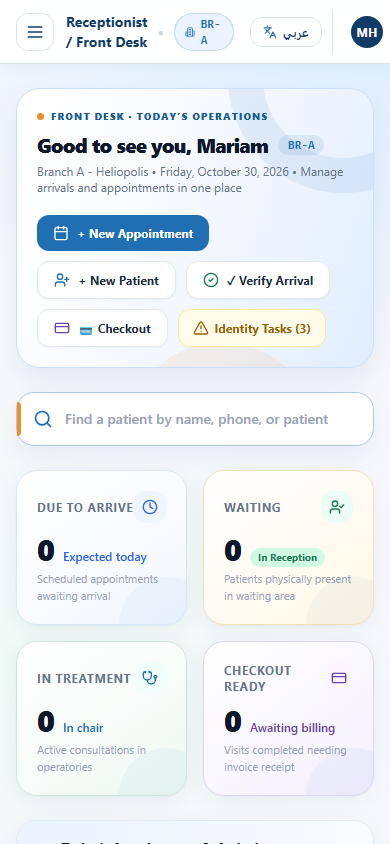 Receptionist
/ Front Desk
BR-
A
عربي
MH
FRONT DESK • TODAY'S OPERATIONS
Good to see you, Mariam
BR-A
Branch A - Heliopolis • Friday, October 30, 2026 • Manage
arrivals and appointments in one place
+ New Appointment
+ New Patient
✓ Verify Arrival
💳 Checkout
Identity Tasks (3)
Find a patient by name, phone, or patient
DUE TO ARRIVE
0 Expected today
Scheduled appointments
awaiting arrival
WAITING
0 In Reception
Patients physically present
in waiting area
IN TREATMENT
0 In chair
Active consultations in
operatories
CHECKOUT
READY
0 Awaiting billing
Visits completed needing
invoice receipt